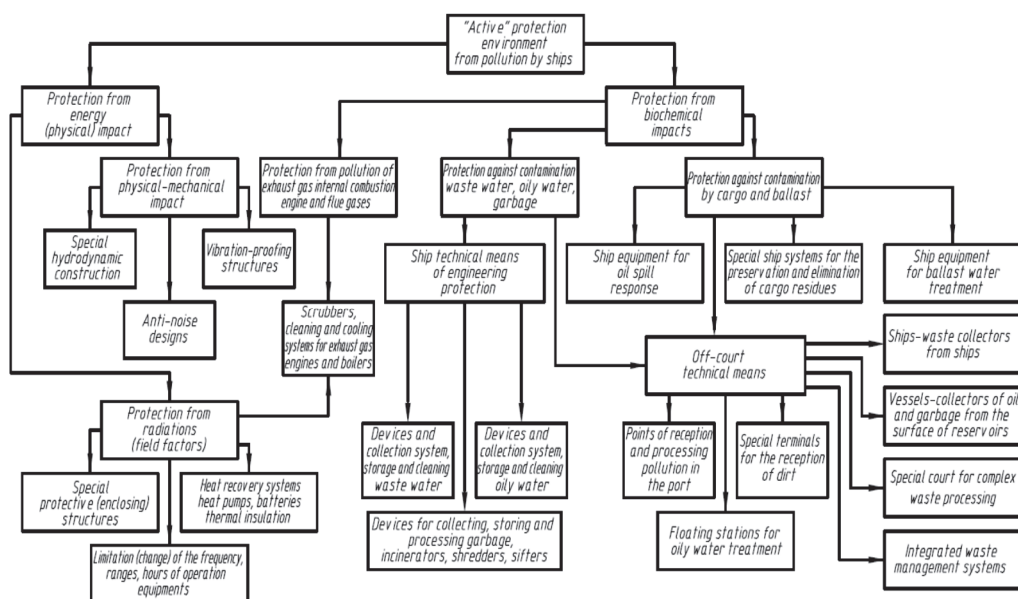 "Active" protection
environment
from pollution by ships
Protection from
energy
(physical) impact
Protection from
biochemical
impacts
Protection from
physical-mechanical
impact
Protection from pollution of
exhaust gas internal combustion
engine and flue gases
Protection against contamination
waste water, oily water,
garbage
Protection against contamination
by cargo and ballast
Special
hydrodynamic
construction
Vibration-proofing
structures
Ship technical means
of engineering
protection
Ship equipment for
oil spill
response
Special ship systems for the
preservation and elimination
of cargo residues
Ship equipment
for ballast water
treatment
Anti-noise
designs
Scrubbers,
cleaning and cooling
systems for exhaust gas
engines and boilers
Off-court
technical means
Ships-waste collectors
from ships
Vessels-collectors of oil
and garbage from the
surface of reservoirs
Protection from
radiations
(field factors)
Devices and
collection system,
storage and cleaning
waste water
Devices and
collection system,
storage and cleaning
oily water
Points of reception
and processing
pollution in
the port
Special terminals
for the reception
of dirt
Special court for complex
waste processing
Special
protective (enclosing)
structures
Heat recovery systems
heat pumps, batteries
thermal insulation
Devices for collecting, storing and
processing garbage,
incinerators, shredders, sifters
Floating stations for
oily water treatment
Integrated waste
management systems
Limitation (change) of the frequency,
ranges, hours of operation
equipments